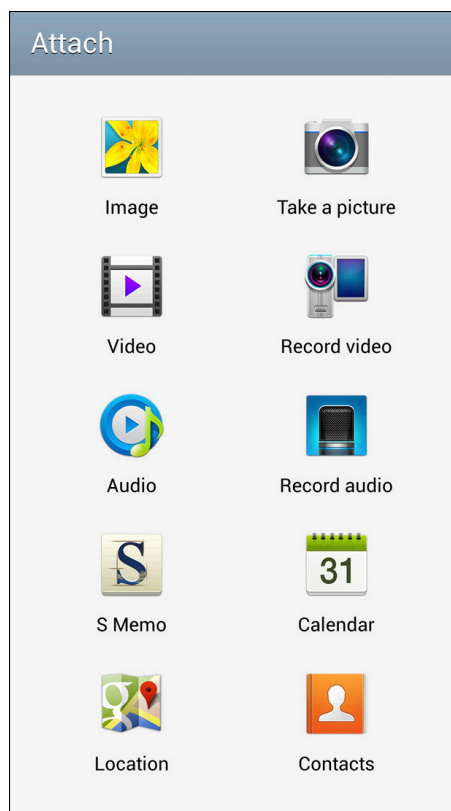 Attach
Image
Take a picture
Video
Record video
Audio
Record audio
S
31
S Memo
Calendar
g
Location
Contacts